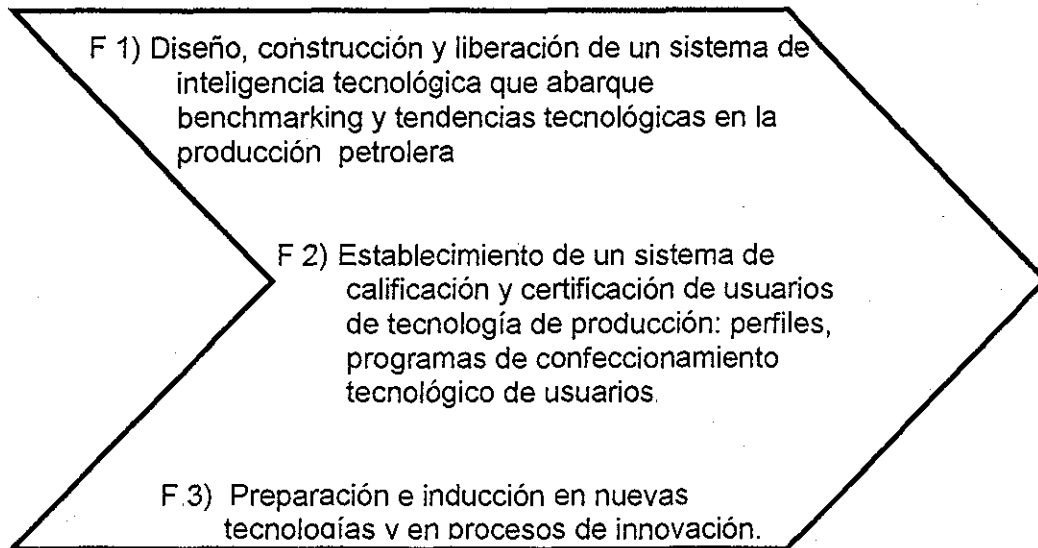 F 1) Diseño, construcción y liberación de un sistema de
inteligencia tecnológica que abarque
benchmarking y tendencias tecnológicas en la
producción petrolera
F 2) Establecimiento de un sistema de
calificación y certificación de usuarios
de tecnología de producción: perfiles,
programas de confeccionamiento
tecnológico de usuarios.
F.3) Preparación e inducción en nuevas
tecnologías y en procesos de innovación.